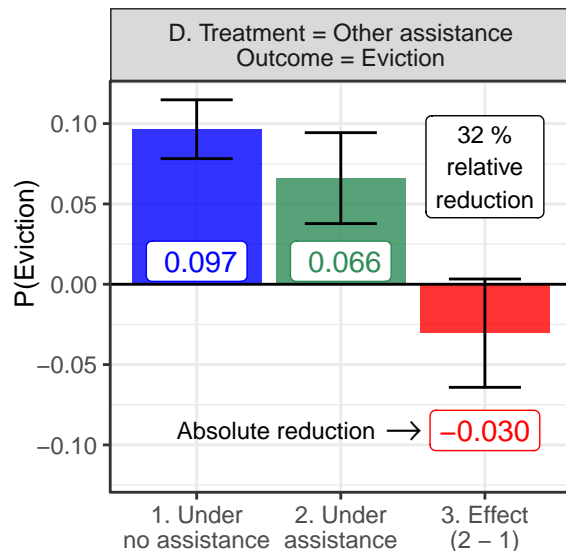 D. Treatment = Other assistance
Outcome = Eviction
P(Eviction)
0.10
0.05
0.00
−0.05
−0.10
32 %
relative
reduction
0.097
0.066
Absolute reduction →
−0.030
1. Under
no assistance
2. Under
assistance
3. Effect
(2 − 1)